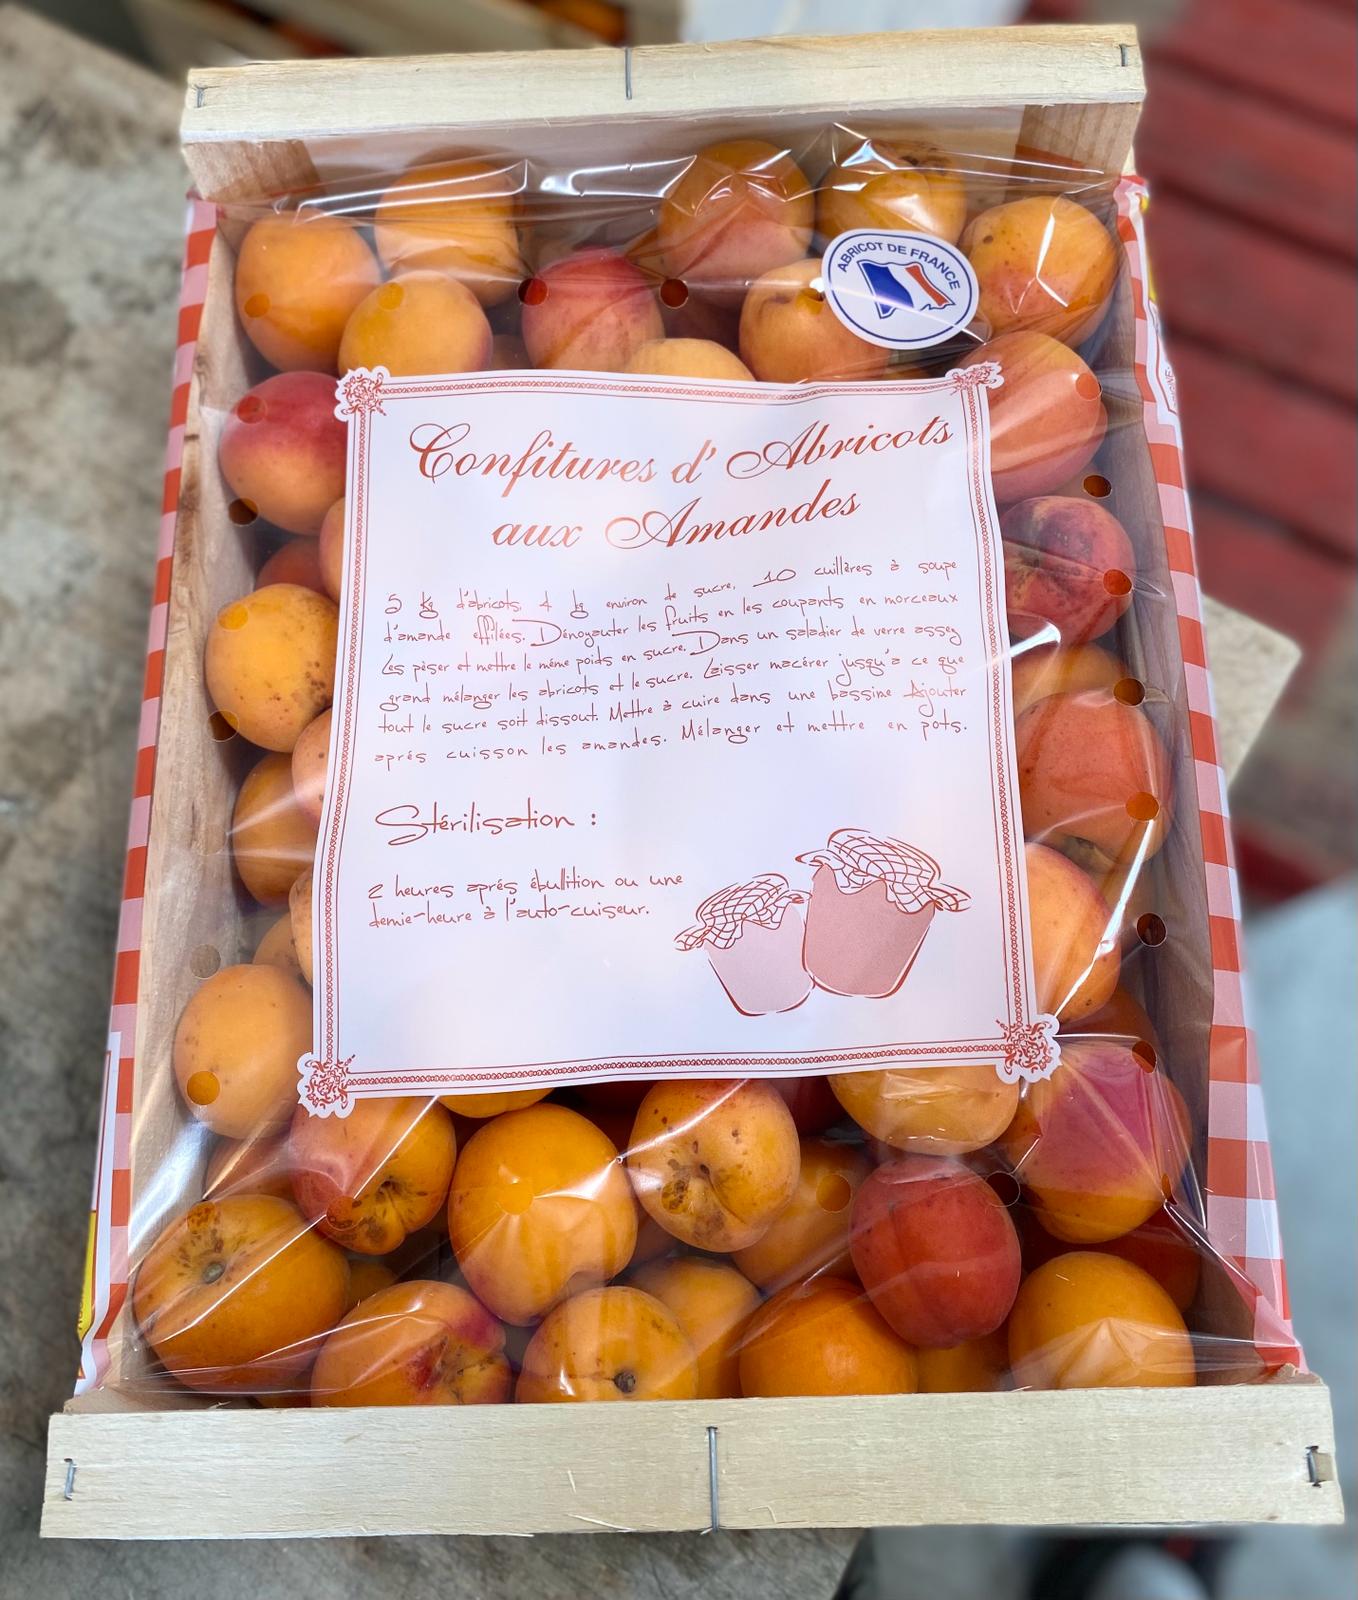 ABRICOT DE FRANCE
Confitures d'Abricots
aux Amandes
5 Kg d'abricots, 4 kg environ de sucre, 10 cuillères à soupe
d'amande effilées. Dénoyauter les fruits en les coupants en morceaux
Les pèser et mettre le même poids en sucre. Dans un saladier de verre assez
grand mélanger les abricots et le sucre. Laisser macérer jusqu'a ce que
tout le sucre soit dissout. Mettre à cuire dans une bassine Ajouter
aprés cuisson les amandes. Mélanger et mettre en pots.
Stérilisation :
2 heures aprés ébullition ou une
demie-heure à l'auto-cuiseur.